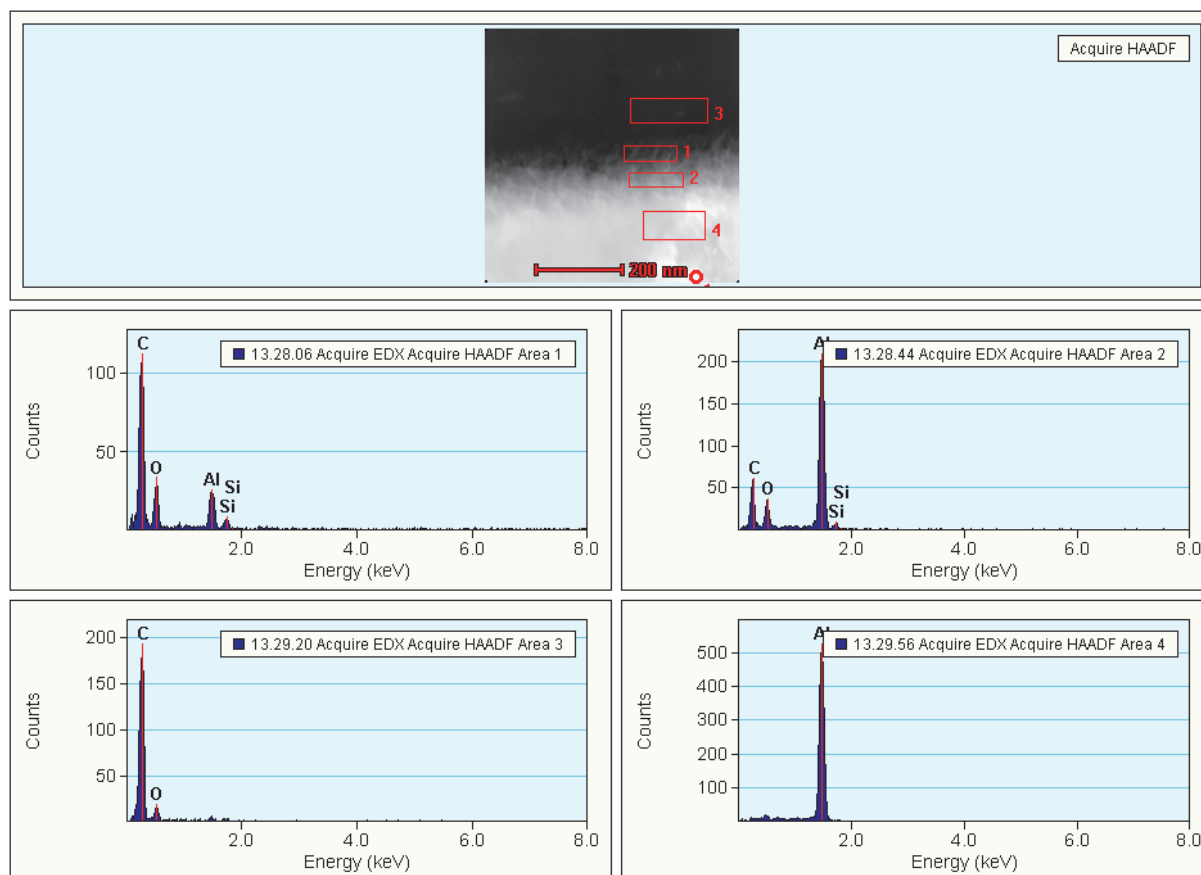 Acquire HAADF
3
1
2
4
200 nm
13.28.06 Acquire EDX Acquire HAADF Area 1
C
O
Al
Si
Si
100
50
Counts
2.0 4.0 6.0 8.0
Energy (keV)
13.28.44 Acquire EDX Acquire HAADF Area 2
Al
C
O
Si
Si
200
150
100
50
Counts
2.0 4.0 6.0 8.0
Energy (keV)
13.29.20 Acquire EDX Acquire HAADF Area 3
C
O
200
150
100
50
Counts
2.0 4.0 6.0 8.0
Energy (keV)
13.29.56 Acquire EDX Acquire HAADF Area 4
Al
500
400
300
200
100
Counts
2.0 4.0 6.0 8.0
Energy (keV)